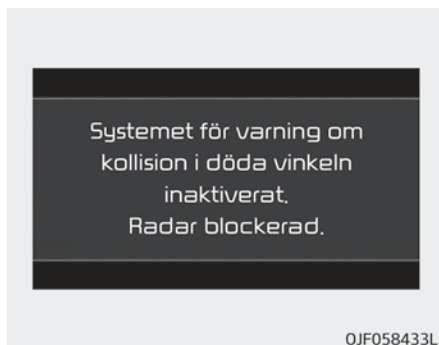 Systemet för varning om
kollision i döda vinkeln
inaktiverat.
Radar blockerad.
OJF058433L